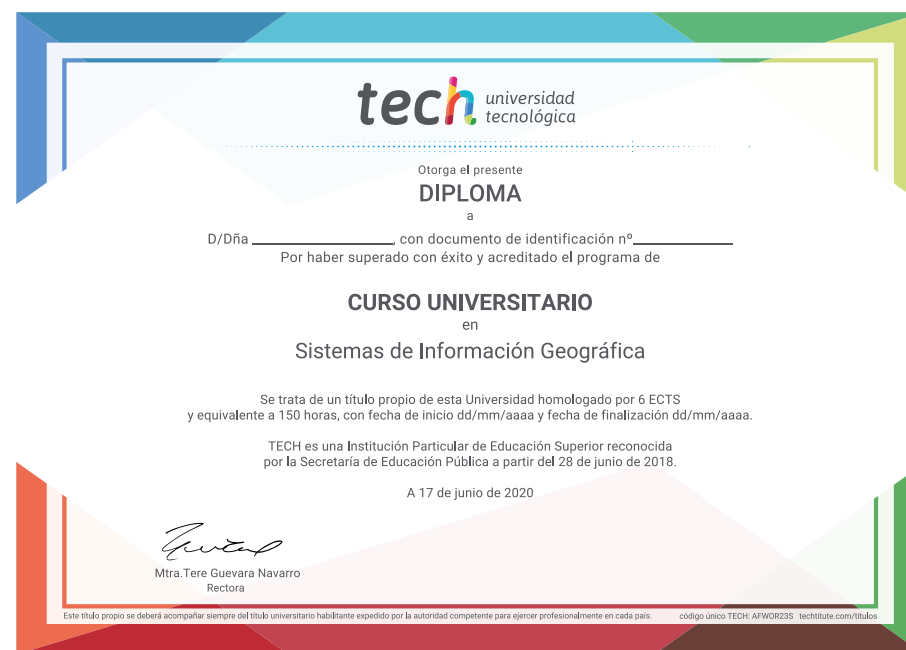 tech universidad
tecnológica
Otorga el presente
DIPLOMA
a
D/Dña ____________, con documento de identificación nº____________
Por haber superado con éxito y acreditado el programa de
CURSO UNIVERSITARIO
en
Sistemas de Información Geográfica
Se trata de un título propio de esta Universidad homologado por 6 ECTS
y equivalente a 150 horas, con fecha de inicio dd/mm/aaaa y fecha de finalización dd/mm/aaaa.
TECH es una Institución Particular de Educación Superior reconocida
por la Secretaría de Educación Pública a partir del 28 de junio de 2018.
A 17 de junio de 2020
Mtra.Tere Guevara Navarro
Rectora
Este título propio se deberá acompañar siempre del título universitario habilitante expedido por la autoridad competente para ejercer profesionalmente en cada país. código único TECH: AFWOR23S techtitute.com/titulos